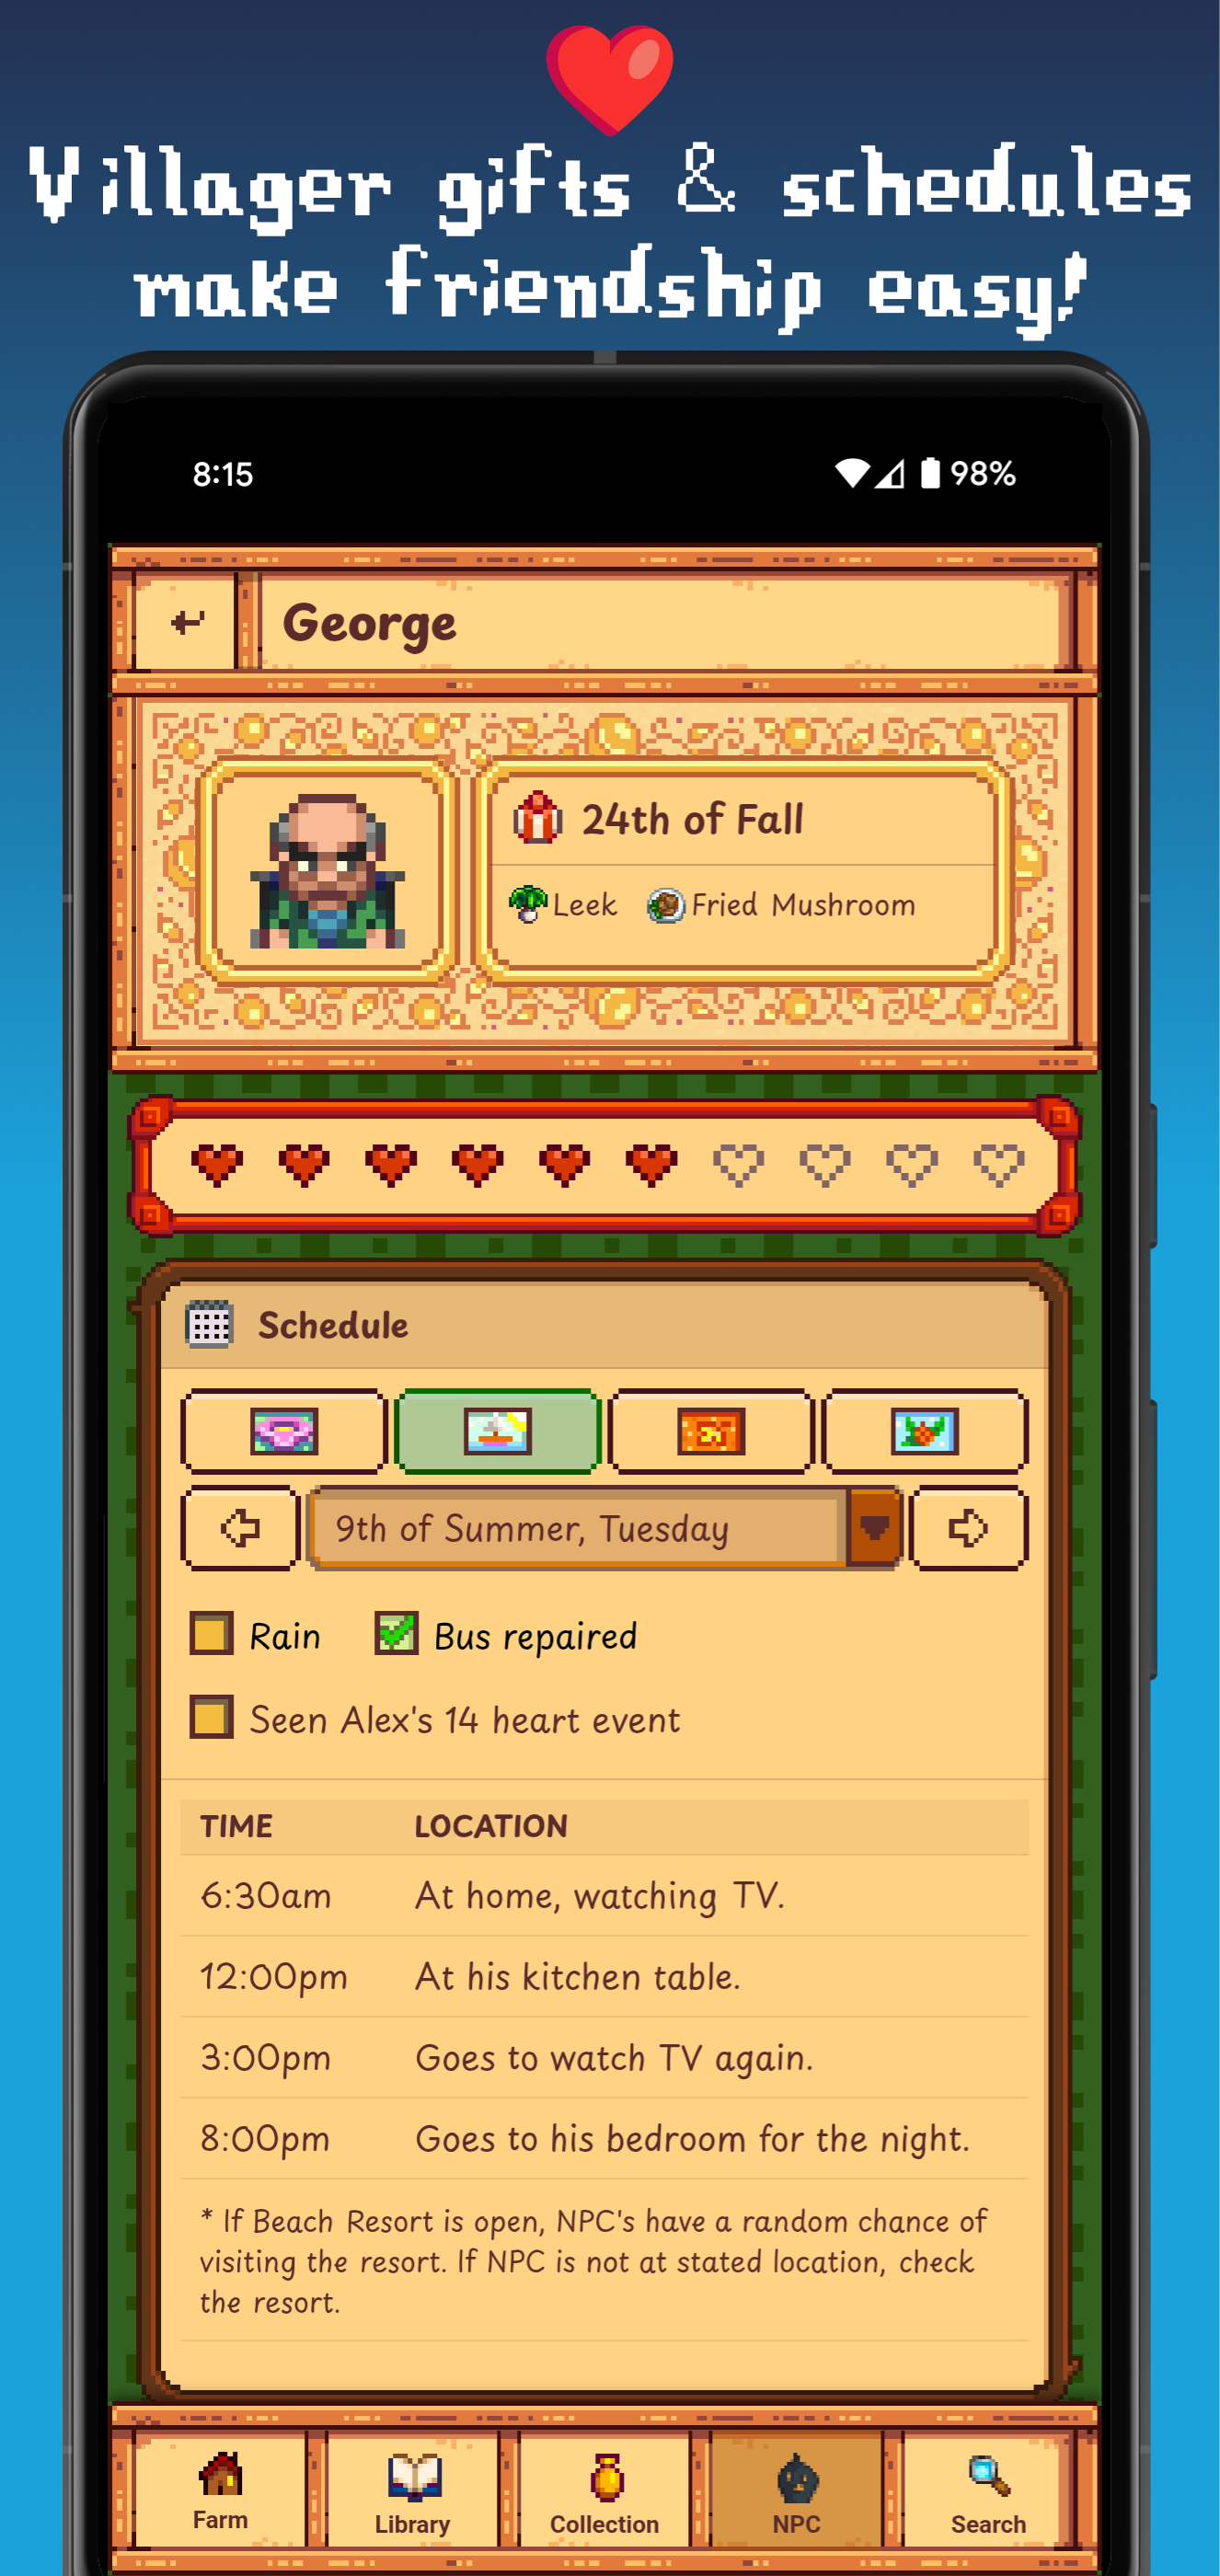 Villager gifts & schedules
make friendship easy!
8:15
98%
George
24th of Fall
Leek Fried Mushroom
Schedule
9th of Summer, Tuesday
Rain Bus repaired
Seen Alex's 14 heart event
TIME LOCATION
6:30am At home, watching TV.
12:00pm At his kitchen table.
3:00pm Goes to watch TV again.
8:00pm Goes to his bedroom for the night.
* If Beach Resort is open, NPC's have a random chance of
visiting the resort. If NPC is not at stated location, check
the resort.
Farm Library Collection NPC Search